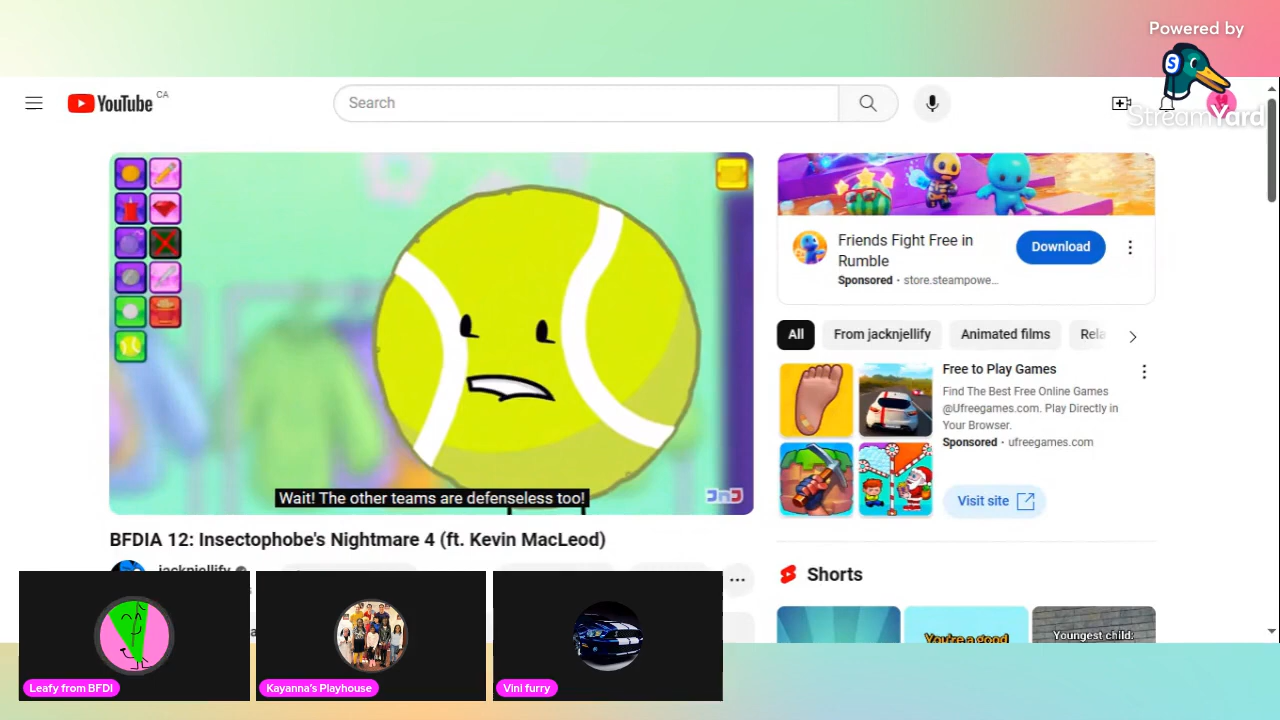 Powered by
StreamYard
YouTube CA
Search
Wait! The other teams are defenseless too!
BFDIA 12: Insectophobe's Nightmare 4 (ft. Kevin MacLeod)
jacknjellify
Friends Fight Free in
Rumble
Sponsored · store.steampowe...
Download
All
From jacknjellify
Animated films
Rela
Free to Play Games
Find The Best Free Online Games
@Ufreegames.com. Play Directly in
Your Browser.
Sponsored · ufreegames.com
Visit site
Shorts
You're a good
Youngest child:
Leafy from BFDI
Kayanna's Playhouse
Vini furry